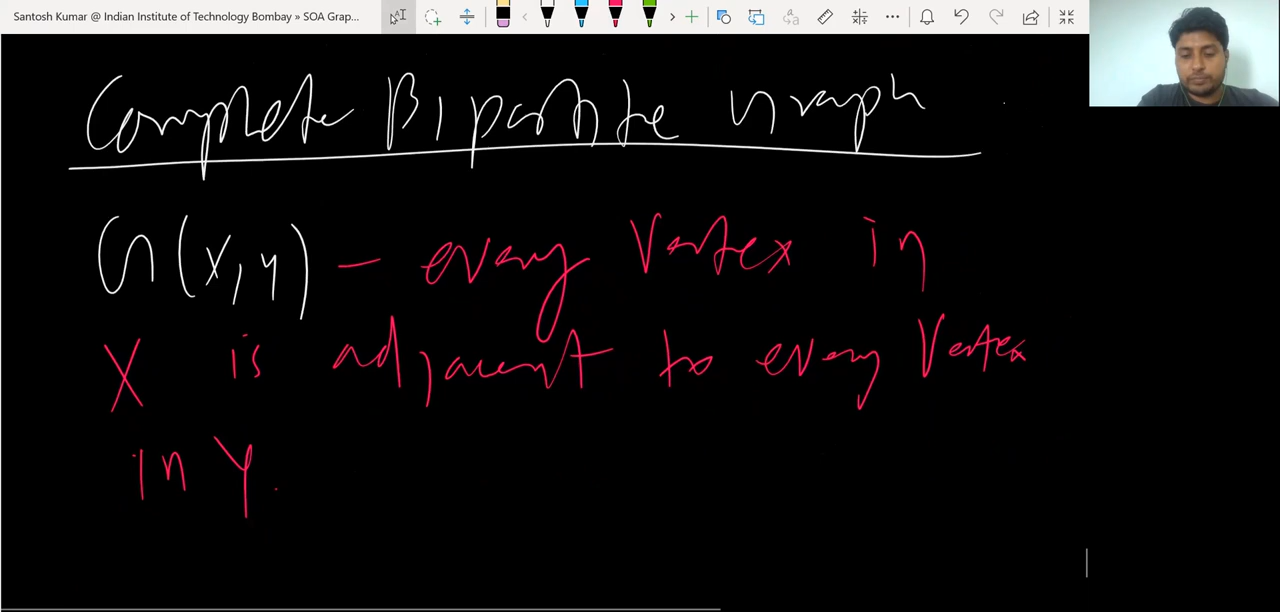 Santosh Kumar @ Indian Institute of Technology Bombay » SOA Grap...
Complete Bipartite Graph
G(X,Y) - every Vertex in
X is adjacent to every Vertex
in Y.